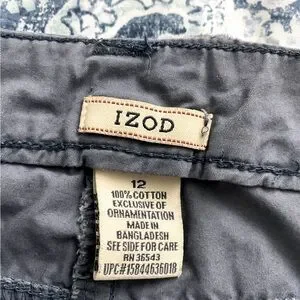 IZOD
12
100% COTTON
EXCLUSIVE OF
ORNAMENTATION
MADE IN
BANGLADESH
SEE SIDE FOR CARE
RN 36543
UPC#15844636018